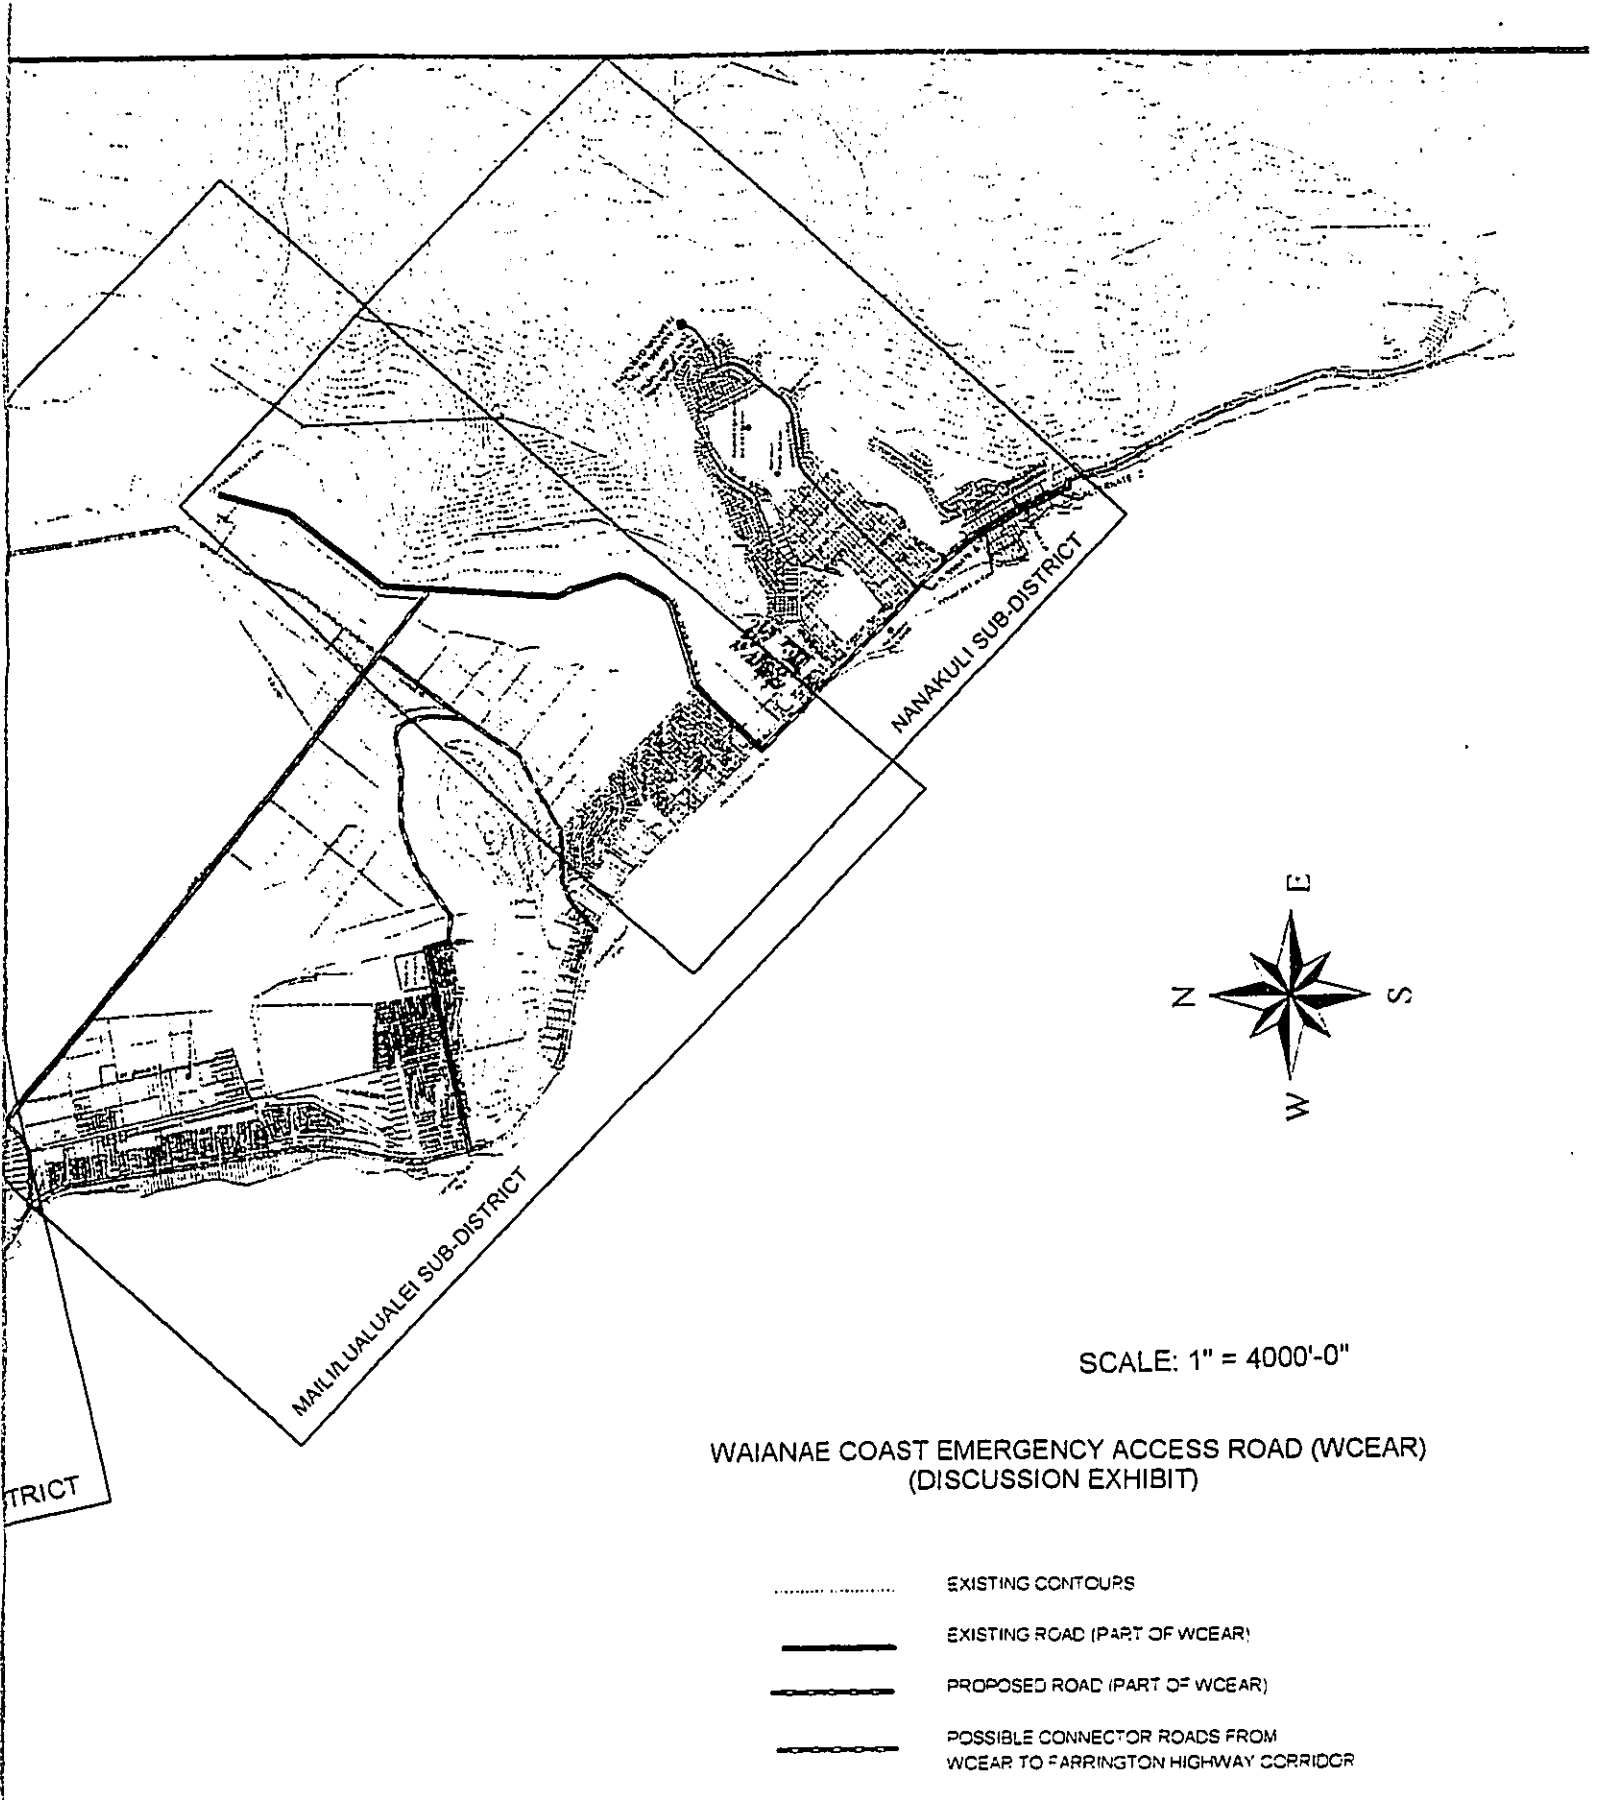 NANAKULI SUB-DISTRICT
E
N
S
W
MAILI/LUALUALEI SUB-DISTRICT
TRICT
SCALE: 1" = 4000'-0"
WAIANAE COAST EMERGENCY ACCESS ROAD (WCEAR)
(DISCUSSION EXHIBIT)
EXISTING CONTOURS
EXISTING ROAD (PART OF WCEAR)
PROPOSED ROAD (PART OF WCEAR)
POSSIBLE CONNECTOR ROADS FROM
WCEAR TO FARRINGTON HIGHWAY CORRIDOR